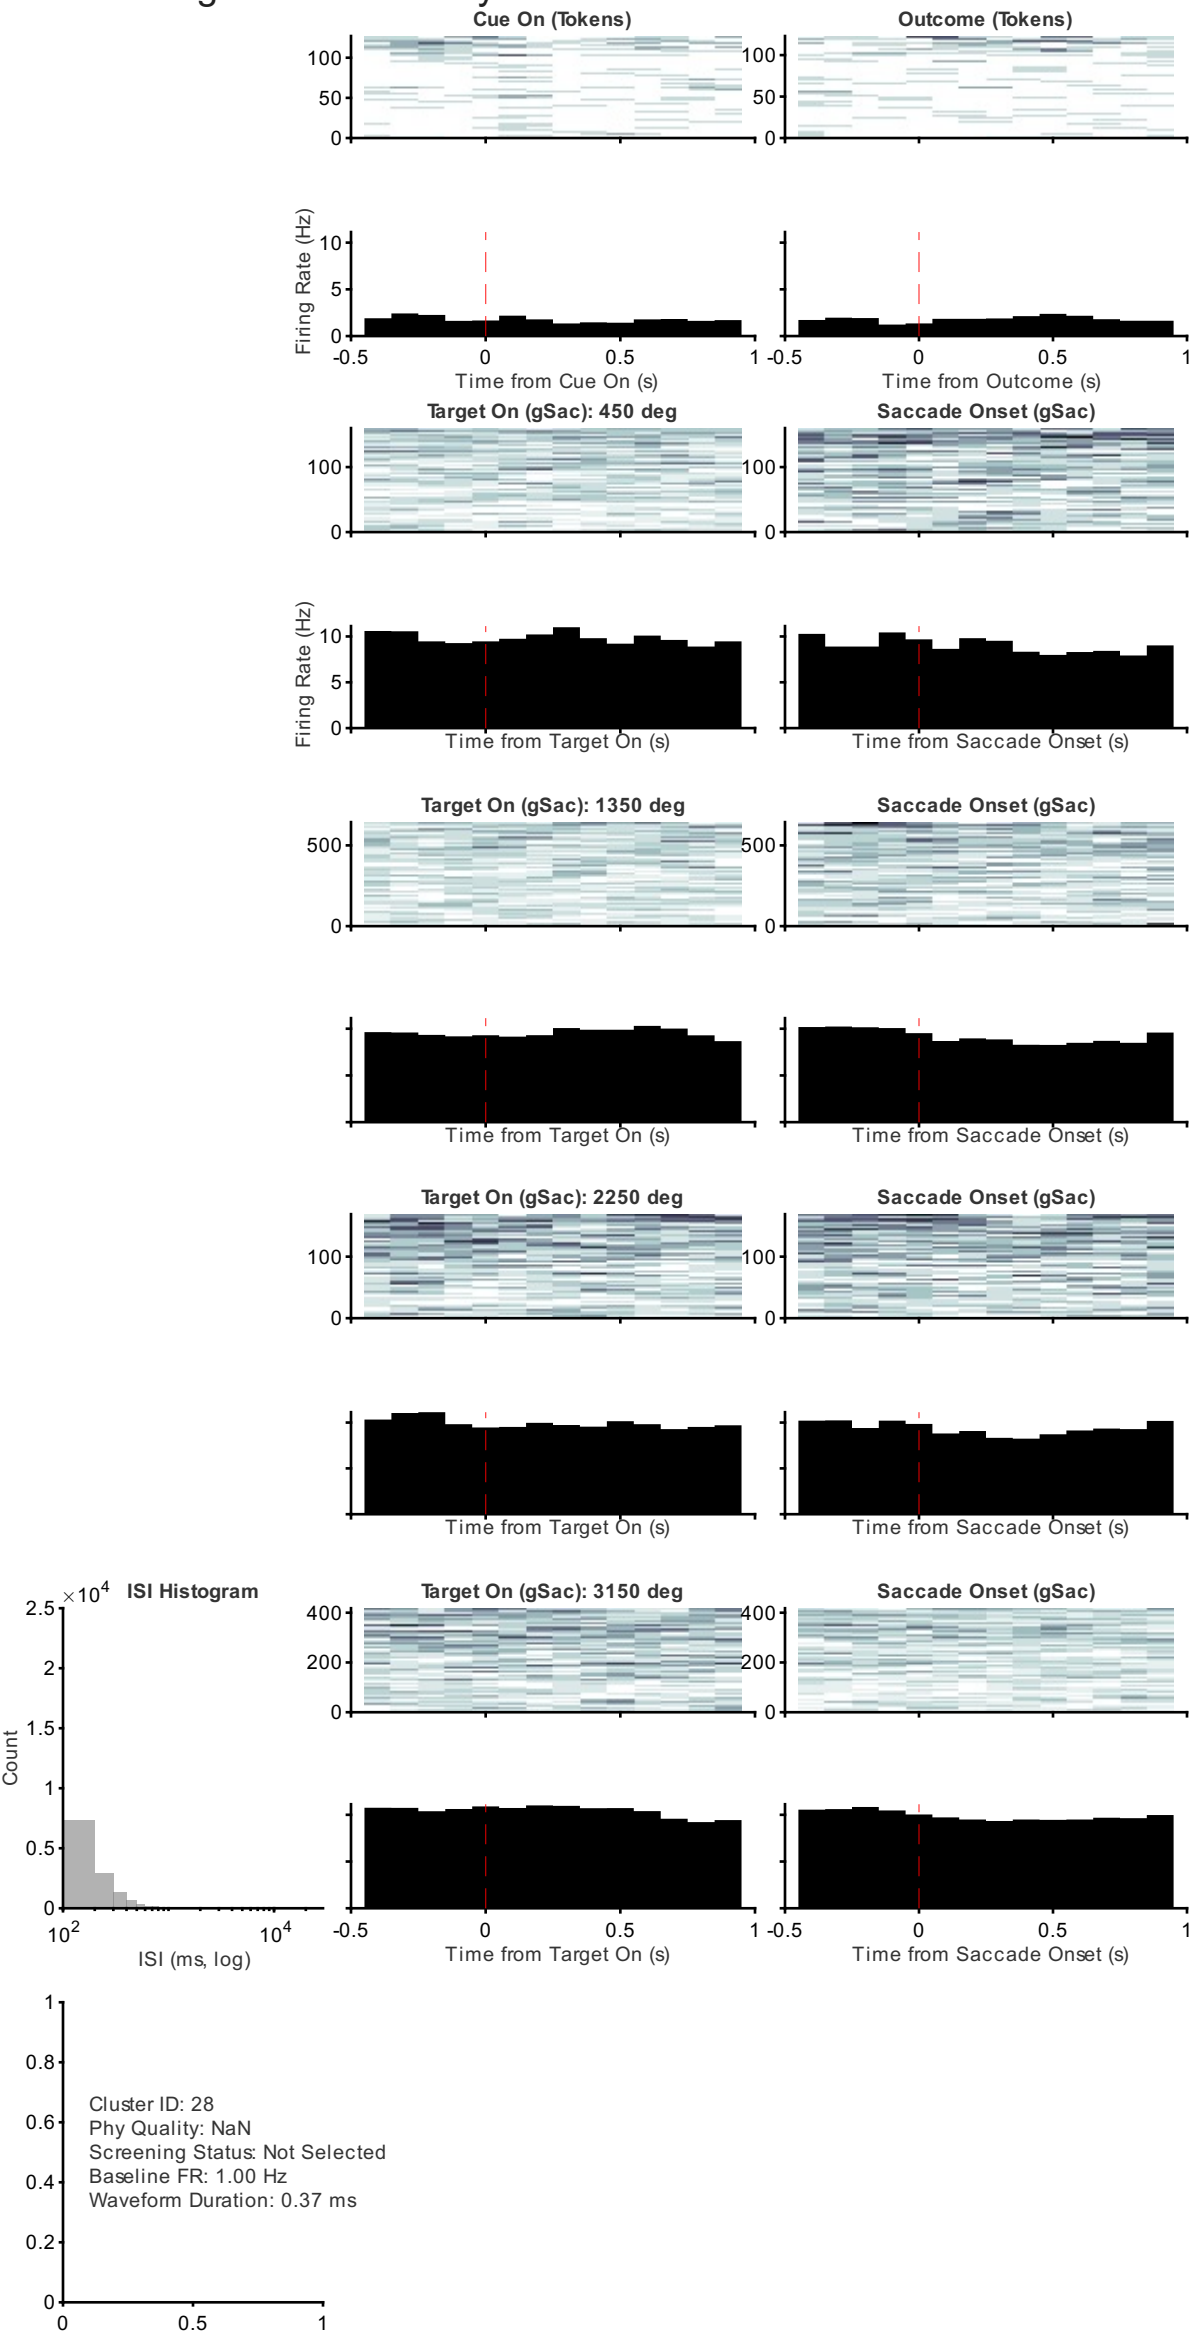 Cue On (Tokens)
Outcome (Tokens)
100
50
0
100
50
0
Firing Rate (Hz)
10
5
0
-0.5
0
0.5
1
-0.5
0
0.5
1
Time from Cue On (s)
Time from Outcome (s)
Target On (gSac): 450 deg
Saccade Onset (gSac)
100
0
100
0
Firing Rate (Hz)
10
5
0
Time from Target On (s)
Time from Saccade Onset (s)
Target On (gSac): 1350 deg
Saccade Onset (gSac)
500
0
500
0
Time from Target On (s)
Time from Saccade Onset (s)
Target On (gSac): 2250 deg
Saccade Onset (gSac)
100
0
100
0
Time from Target On (s)
Time from Saccade Onset (s)
×10⁴
ISI Histogram
2.5
2
1.5
1
0.5
0
Count
10²
10⁴
ISI (ms, log)
Target On (gSac): 3150 deg
Saccade Onset (gSac)
400
200
0
400
200
0
-0.5
0
0.5
1
-0.5
0
0.5
1
Time from Target On (s)
Time from Saccade Onset (s)
1
0.8
0.6
0.4
0.2
0
0
0.5
1
Cluster ID: 28
Phy Quality: NaN
Screening Status: Not Selected
Baseline FR: 1.00 Hz
Waveform Duration: 0.37 ms